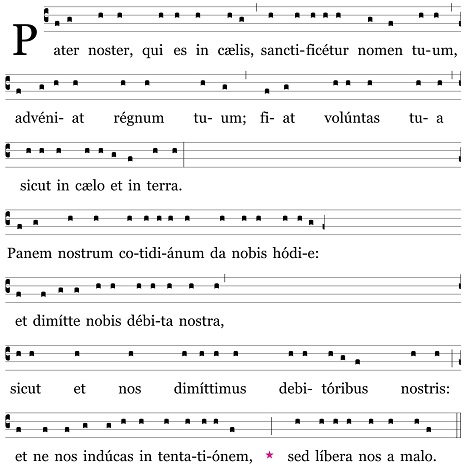 Pater noster, qui es in cælis, sancti-ficétur nomen tu-um,
advéni- at régnum tu- um; fi- at volúntas tu- a
sicut in cælo et in terra.
Panem nostrum co-tidi-ánum da nobis hódi-e:
et dimítte nobis débi-ta nostra,
sicut et nos dimíttimus debi- tóribus nostris:
et ne nos indúcas in tenta-ti-ónem, ★ sed líbera nos a malo.